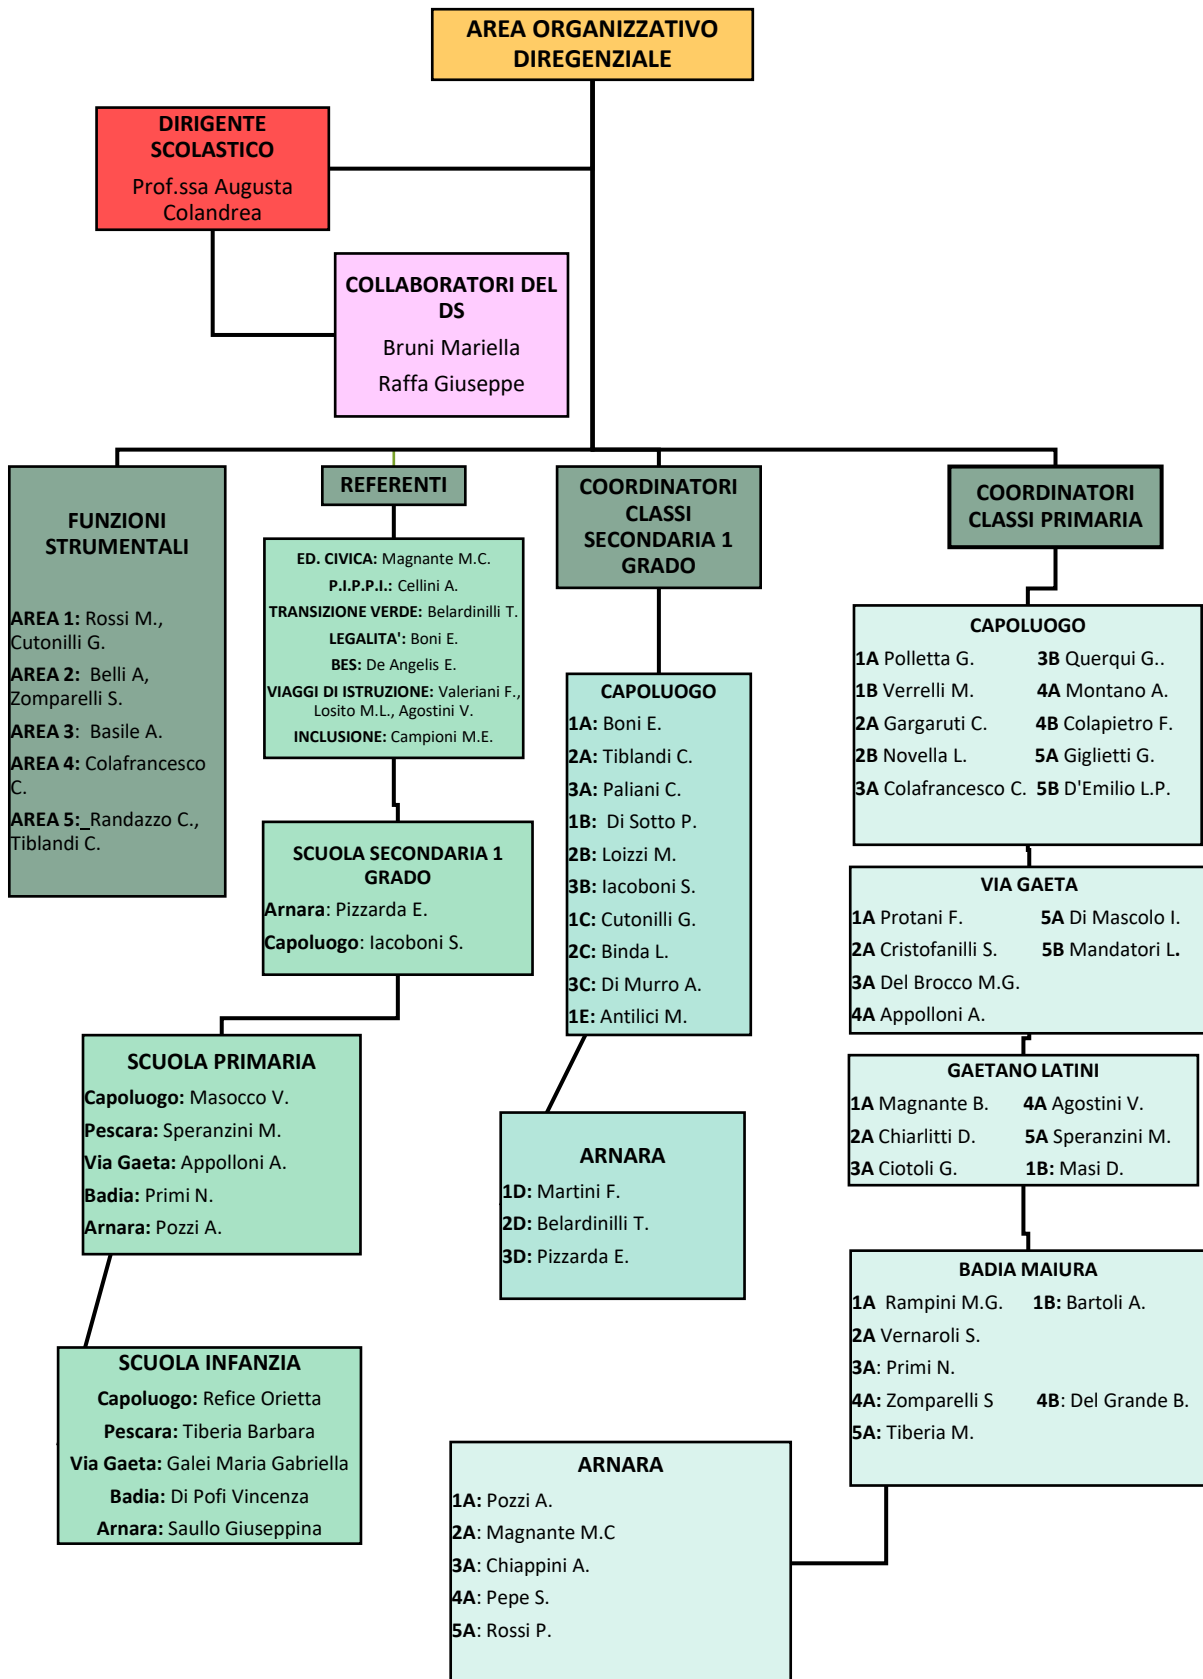 AREA ORGANIZZATIVO
DIREGENZIALE
DIRIGENTE
SCOLASTICO
Prof.ssa Augusta
Colandrea
COLLABORATORI DEL
DS
Bruni Mariella
Raffa Giuseppe
FUNZIONI
STRUMENTALI
AREA 1: Rossi M.,
Cutonilli G.
AREA 2: Belli A,
Zomparelli S.
AREA 3: Basile A.
AREA 4: Colafrancesco
C.
AREA 5:_Randazzo C.,
Tiblandi C.
REFERENTI
ED. CIVICA: Magnante M.C.
P.I.P.P.I.: Cellini A.
TRANSIZIONE VERDE: Belardinilli T.
LEGALITA': Boni E.
BES: De Angelis E.
VIAGGI DI ISTRUZIONE: Valeriani F.,
Losito M.L., Agostini V.
INCLUSIONE: Campioni M.E.
SCUOLA SECONDARIA 1
GRADO
Arnara: Pizzarda E.
Capoluogo: Iacoboni S.
SCUOLA PRIMARIA
Capoluogo: Masocco V.
Pescara: Speranzini M.
Via Gaeta: Appolloni A.
Badia: Primi N.
Arnara: Pozzi A.
SCUOLA INFANZIA
Capoluogo: Refice Orietta
Pescara: Tiberia Barbara
Via Gaeta: Galei Maria Gabriella
Badia: Di Pofi Vincenza
Arnara: Saullo Giuseppina
COORDINATORI
CLASSI
SECONDARIA 1
GRADO
CAPOLUOGO
1A: Boni E.
2A: Tiblandi C.
3A: Paliani C.
1B: Di Sotto P.
2B: Loizzi M.
3B: Iacoboni S.
1C: Cutonilli G.
2C: Binda L.
3C: Di Murro A.
1E: Antilici M.
ARNARA
1D: Martini F.
2D: Belardinilli T.
3D: Pizzarda E.
COORDINATORI
CLASSI PRIMARIA
CAPOLUOGO
1A Polletta G. 3B Querqui G..
1B Verrelli M. 4A Montano A.
2A Gargaruti C. 4B Colapietro F.
2B Novella L. 5A Giglietti G.
3A Colafrancesco C. 5B D'Emilio L.P.
VIA GAETA
1A Protani F. 5A Di Mascolo I.
2A Cristofanilli S. 5B Mandatori L.
3A Del Brocco M.G.
4A Appolloni A.
GAETANO LATINI
1A Magnante B. 4A Agostini V.
2A Chiarlitti D. 5A Speranzini M.
3A Ciotoli G. 1B: Masi D.
BADIA MAIURA
1A Rampini M.G. 1B: Bartoli A.
2A Vernaroli S.
3A: Primi N.
4A: Zomparelli S 4B: Del Grande B.
5A: Tiberia M.
ARNARA
1A: Pozzi A.
2A: Magnante M.C
3A: Chiappini A.
4A: Pepe S.
5A: Rossi P.